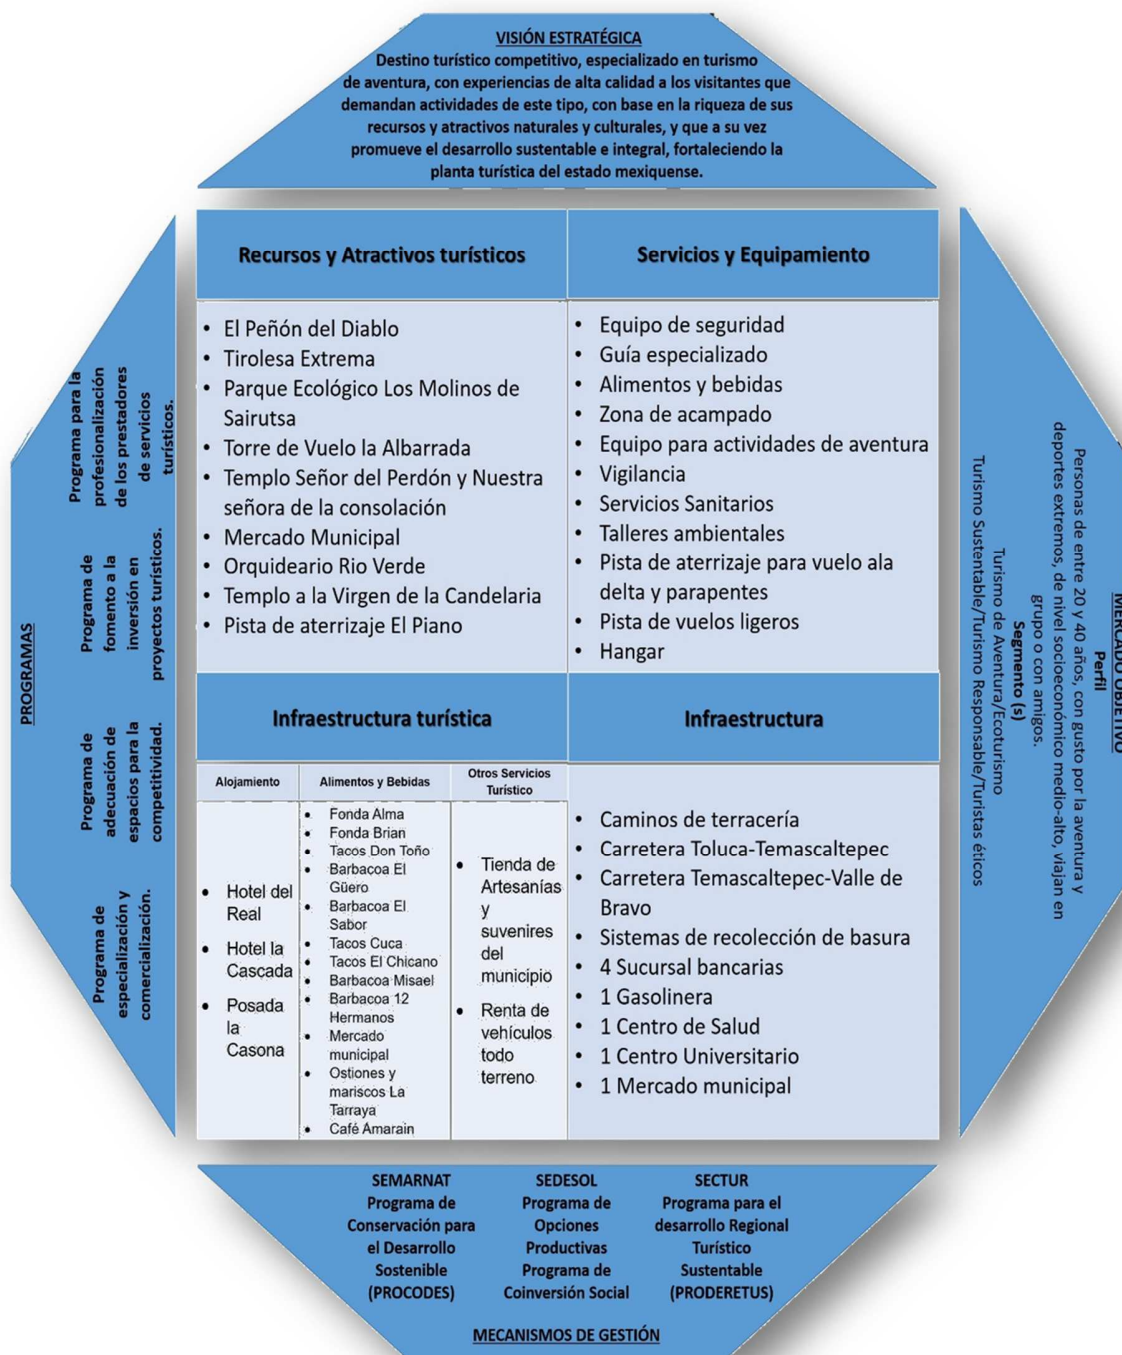 VISIÓN ESTRATÉGICA
Destino turístico competitivo, especializado en turismo
de aventura, con experiencias de alta calidad a los visitantes que
demandan actividades de este tipo, con base en la riqueza de sus
recursos y atractivos naturales y culturales, y que a su vez
promueve el desarrollo sustentable e integral, fortaleciendo la
planta turística del estado mexiquense.
PROGRAMAS
Programa para la
profesionalización
de los prestadores
de servicios
turísticos.
Programa de
fomento a la
inversión en
proyectos turísticos.
Programa de
adecuación de
espacios para la
competitividad.
Programa de
especialización y
comercialización.
Recursos y Atractivos turísticos
• El Peñón del Diablo
• Tirolesa Extrema
• Parque Ecológico Los Molinos de
Sairutsa
• Torre de Vuelo la Albarrada
• Templo Señor del Perdón y Nuestra
señora de la consolación
• Mercado Municipal
• Orquideario Rio Verde
• Templo a la Virgen de la Candelaria
• Pista de aterrizaje El Piano
Servicios y Equipamiento
• Equipo de seguridad
• Guía especializado
• Alimentos y bebidas
• Zona de acampado
• Equipo para actividades de aventura
• Vigilancia
• Servicios Sanitarios
• Talleres ambientales
• Pista de aterrizaje para vuelo ala
delta y parapentes
• Pista de vuelos ligeros
• Hangar
Infraestructura turística
Alojamiento
• Hotel del
Real
• Hotel la
Cascada
• Posada
la
Casona
Alimentos y Bebidas
• Fonda Alma
• Fonda Brian
• Tacos Don Toño
• Barbacoa El
Güero
• Barbacoa El
Sabor
• Tacos Cuca
• Tacos El Chicano
• Barbacoa Misael
• Barbacoa 12
Hermanos
• Mercado
municipal
• Ostiones y
mariscos La
Tarraya
• Café Amarain
Otros Servicios
Turístico
• Tienda de
Artesanías
y
suvenires
del
municipio
• Renta de
vehículos
todo
terreno
Infraestructura
• Caminos de terracería
• Carretera Toluca-Temascaltepec
• Carretera Temascaltepec-Valle de
Bravo
• Sistemas de recolección de basura
• 4 Sucursal bancarias
• 1 Gasolinera
• 1 Centro de Salud
• 1 Centro Universitario
• 1 Mercado municipal
MERCADO OBJETIVO
Perfil
Personas de entre 20 y 40 años, con gusto por la aventura y
deportes extremos, de nivel socioeconómico medio-alto, viajan en
grupo o con amigos.
Segmento (s)
Turismo de Aventura/Ecoturismo
Turismo Sustentable/Turismo Responsable/Turistas éticos
SEMARNAT
Programa de
Conservación para
el Desarrollo
Sostenible
(PROCODES)
SEDESOL
Programa de
Opciones
Productivas
Programa de
Coinversión Social
SECTUR
Programa para el
desarrollo Regional
Turístico
Sustentable
(PRODERETUS)
MECANISMOS DE GESTIÓN